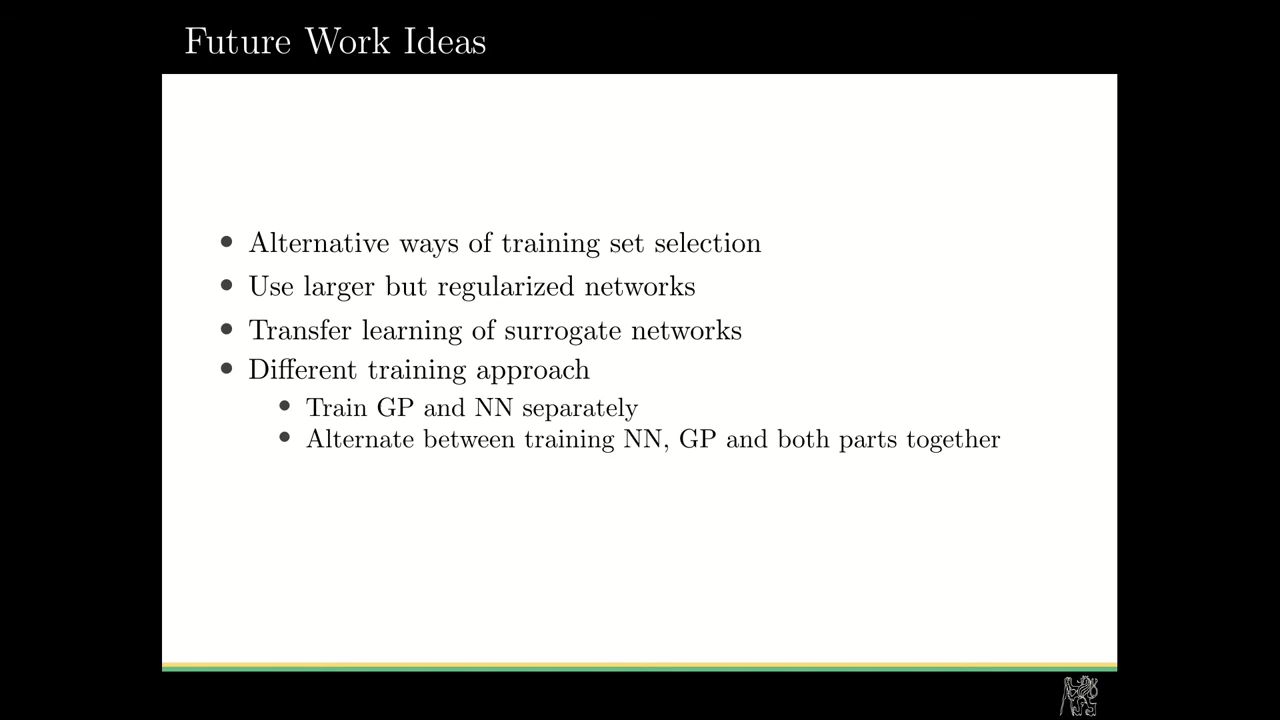 Future Work Ideas
Alternative ways of training set selection
Use larger but regularized networks
Transfer learning of surrogate networks
Different training approach
Train GP and NN separately
Alternate between training NN, GP and both parts together